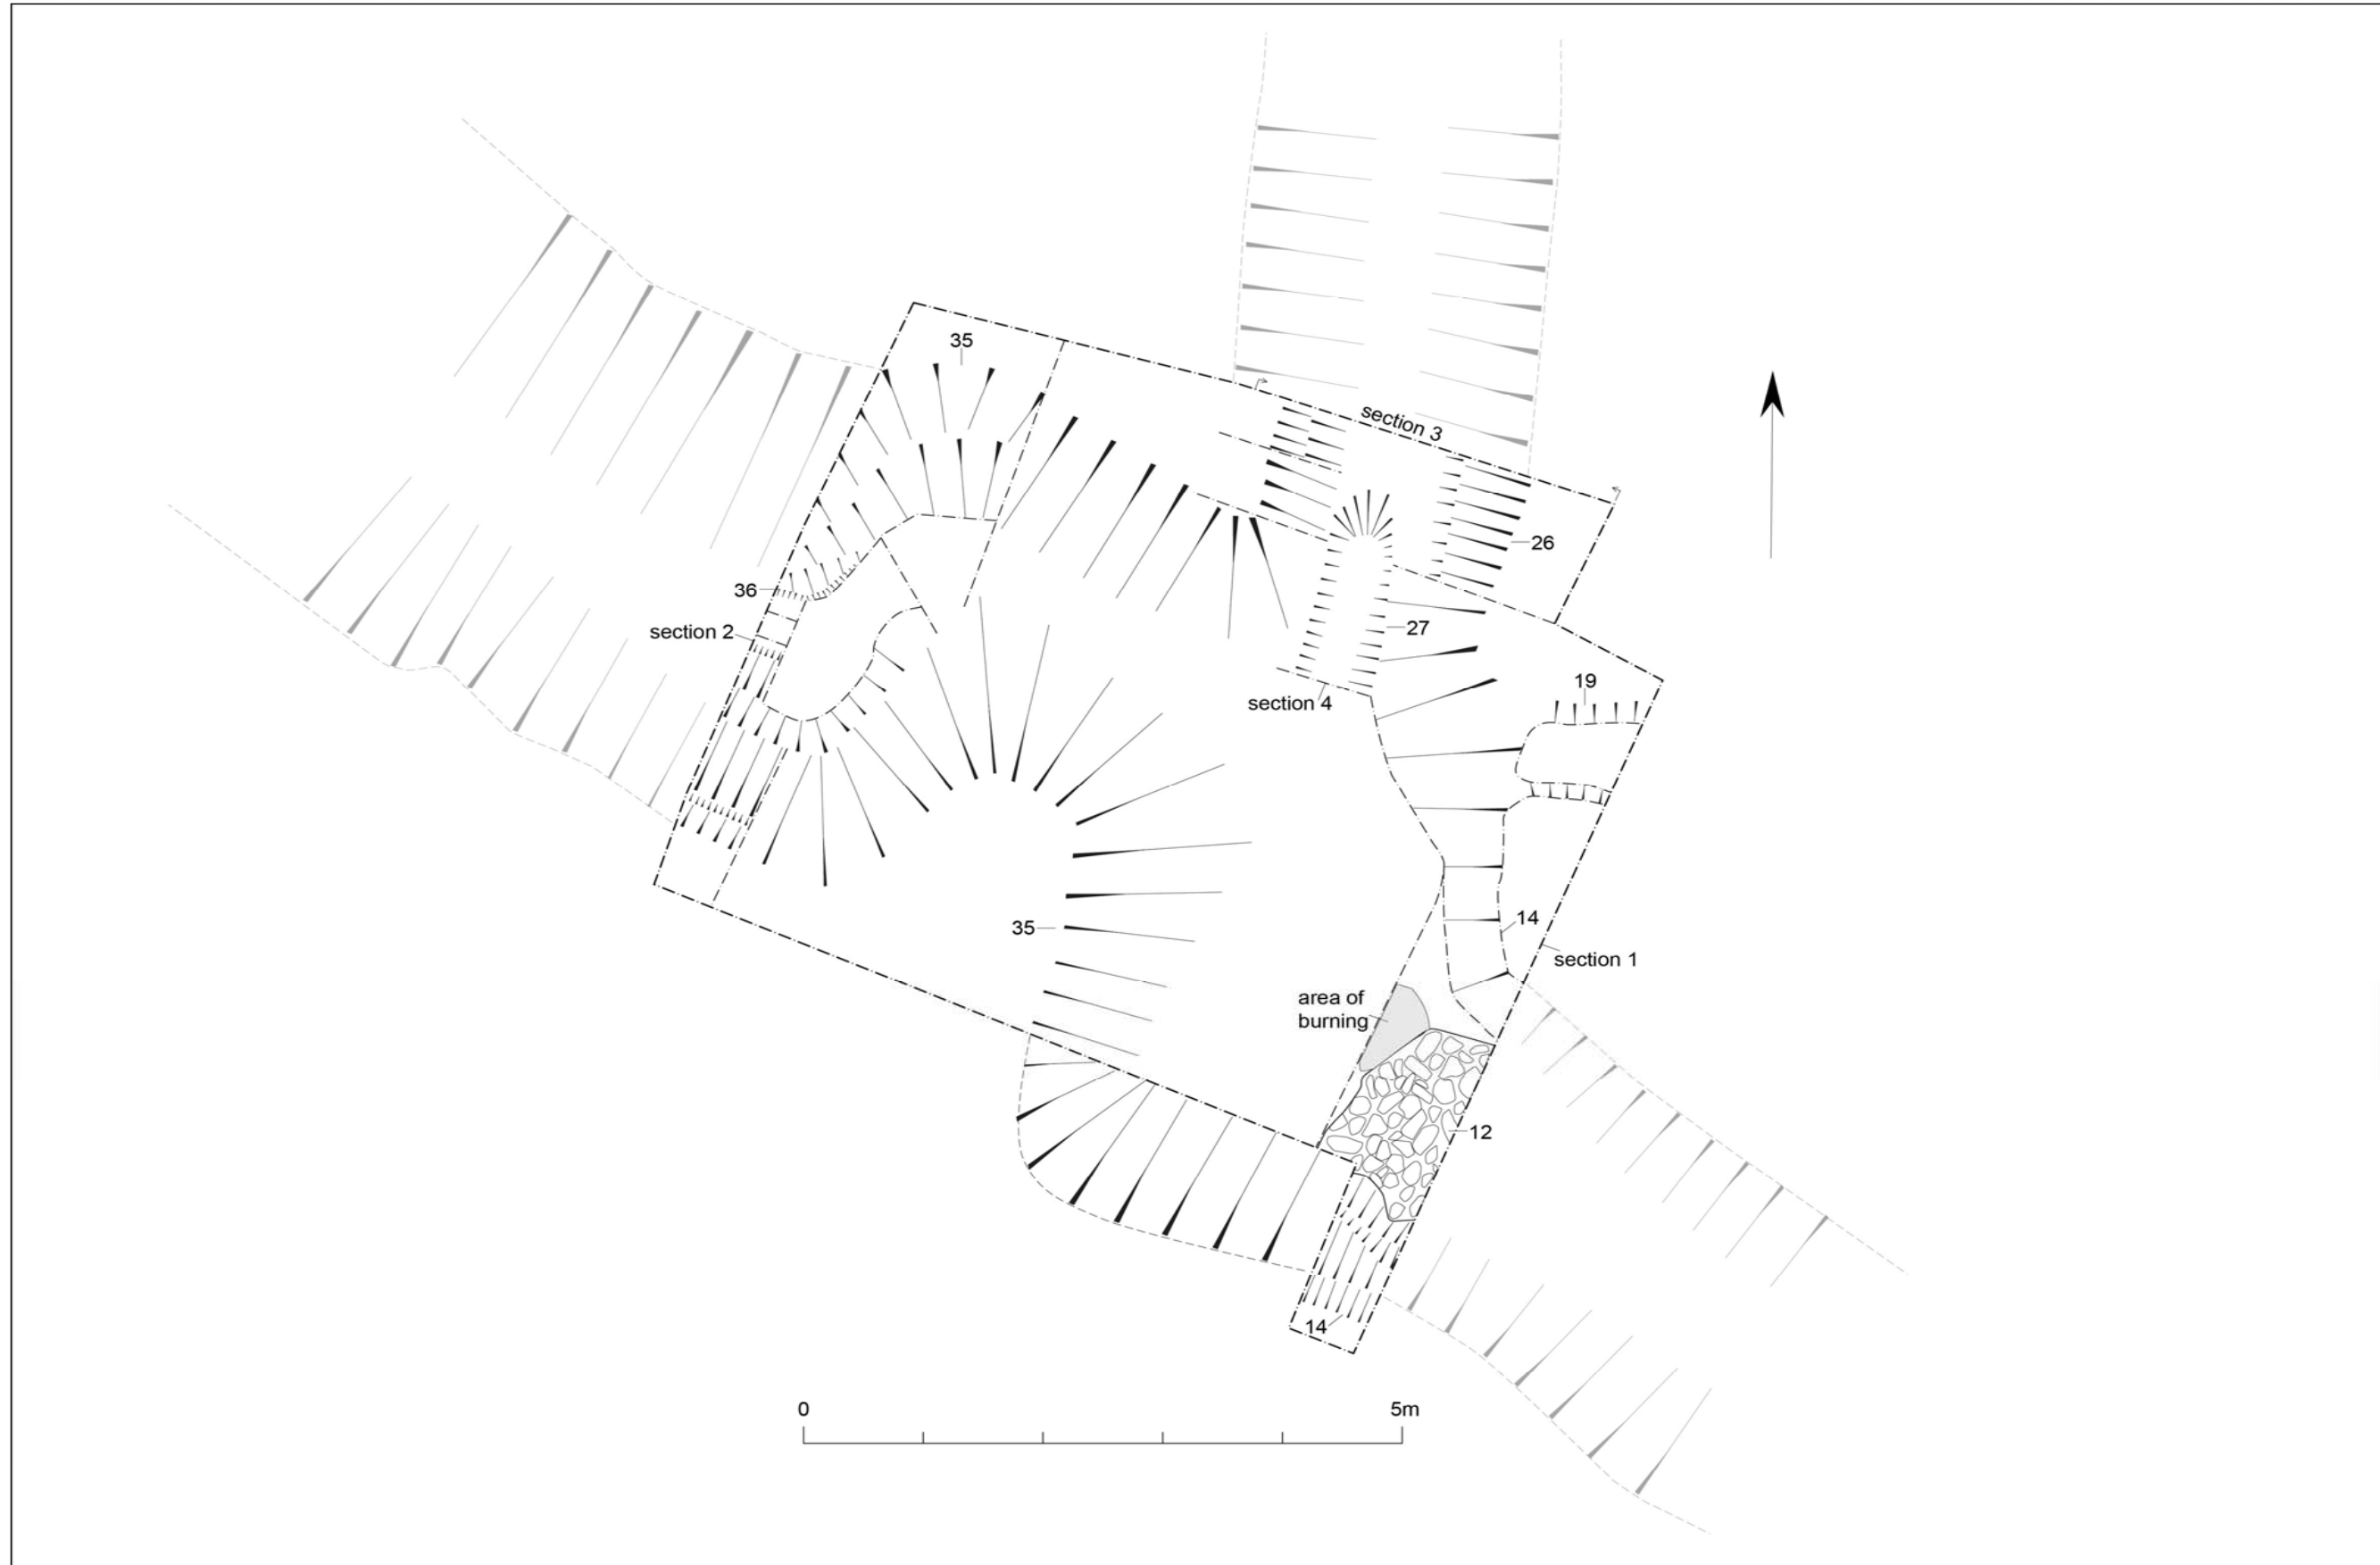 35
section 3
26
36
section 2
27
19
section 4
14
35
section 1
area of
burning
12
14
0 5m